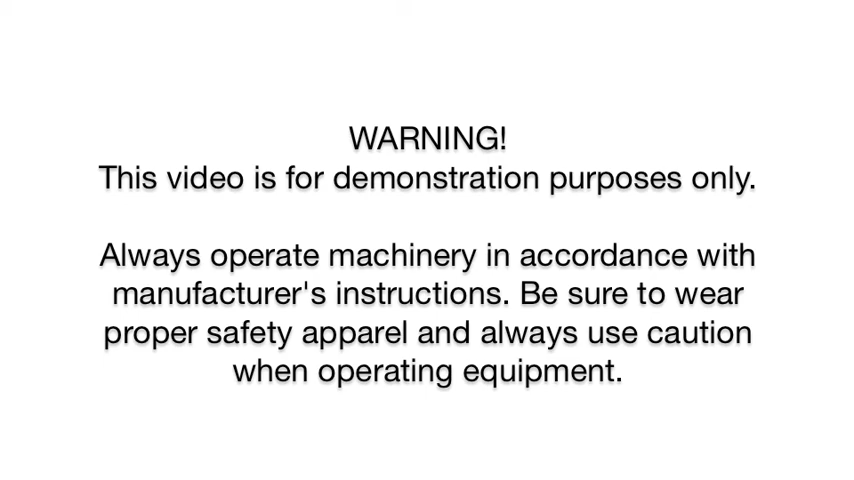 WARNING!
This video is for demonstration purposes only.
Always operate machinery in accordance with
manufacturer's instructions. Be sure to wear
proper safety apparel and always use caution
when operating equipment.